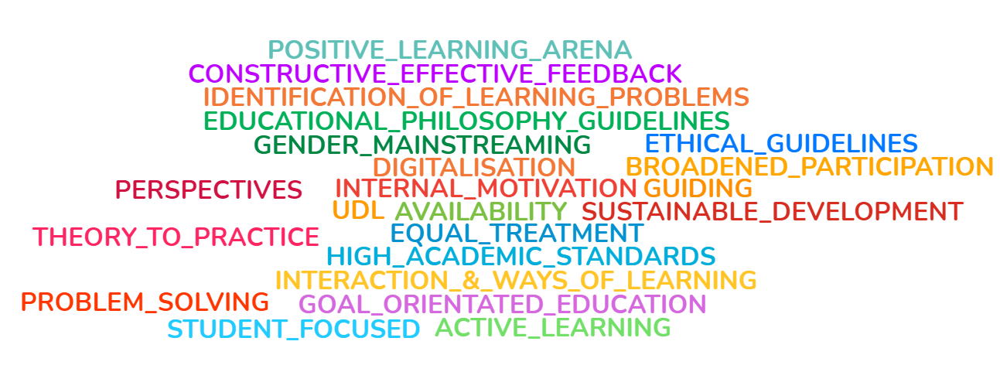 POSITIVE_LEARNING_ARENA
CONSTRUCTIVE_EFFECTIVE_FEEDBACK
IDENTIFICATION_OF_LEARNING_PROBLEMS
EDUCATIONAL_PHILOSOPHY_GUIDELINES
GENDER_MAINSTREAMING ETHICAL_GUIDELINES
DIGITALISATION BROADENED_PARTICIPATION
PERSPECTIVES INTERNAL_MOTIVATION GUIDING
UDL AVAILABILITY SUSTAINABLE_DEVELOPMENT
THEORY_TO_PRACTICE EQUAL_TREATMENT
HIGH_ACADEMIC_STANDARDS
INTERACTION_&_WAYS_OF_LEARNING
PROBLEM_SOLVING GOAL_ORIENTATED_EDUCATION
STUDENT_FOCUSED ACTIVE_LEARNING